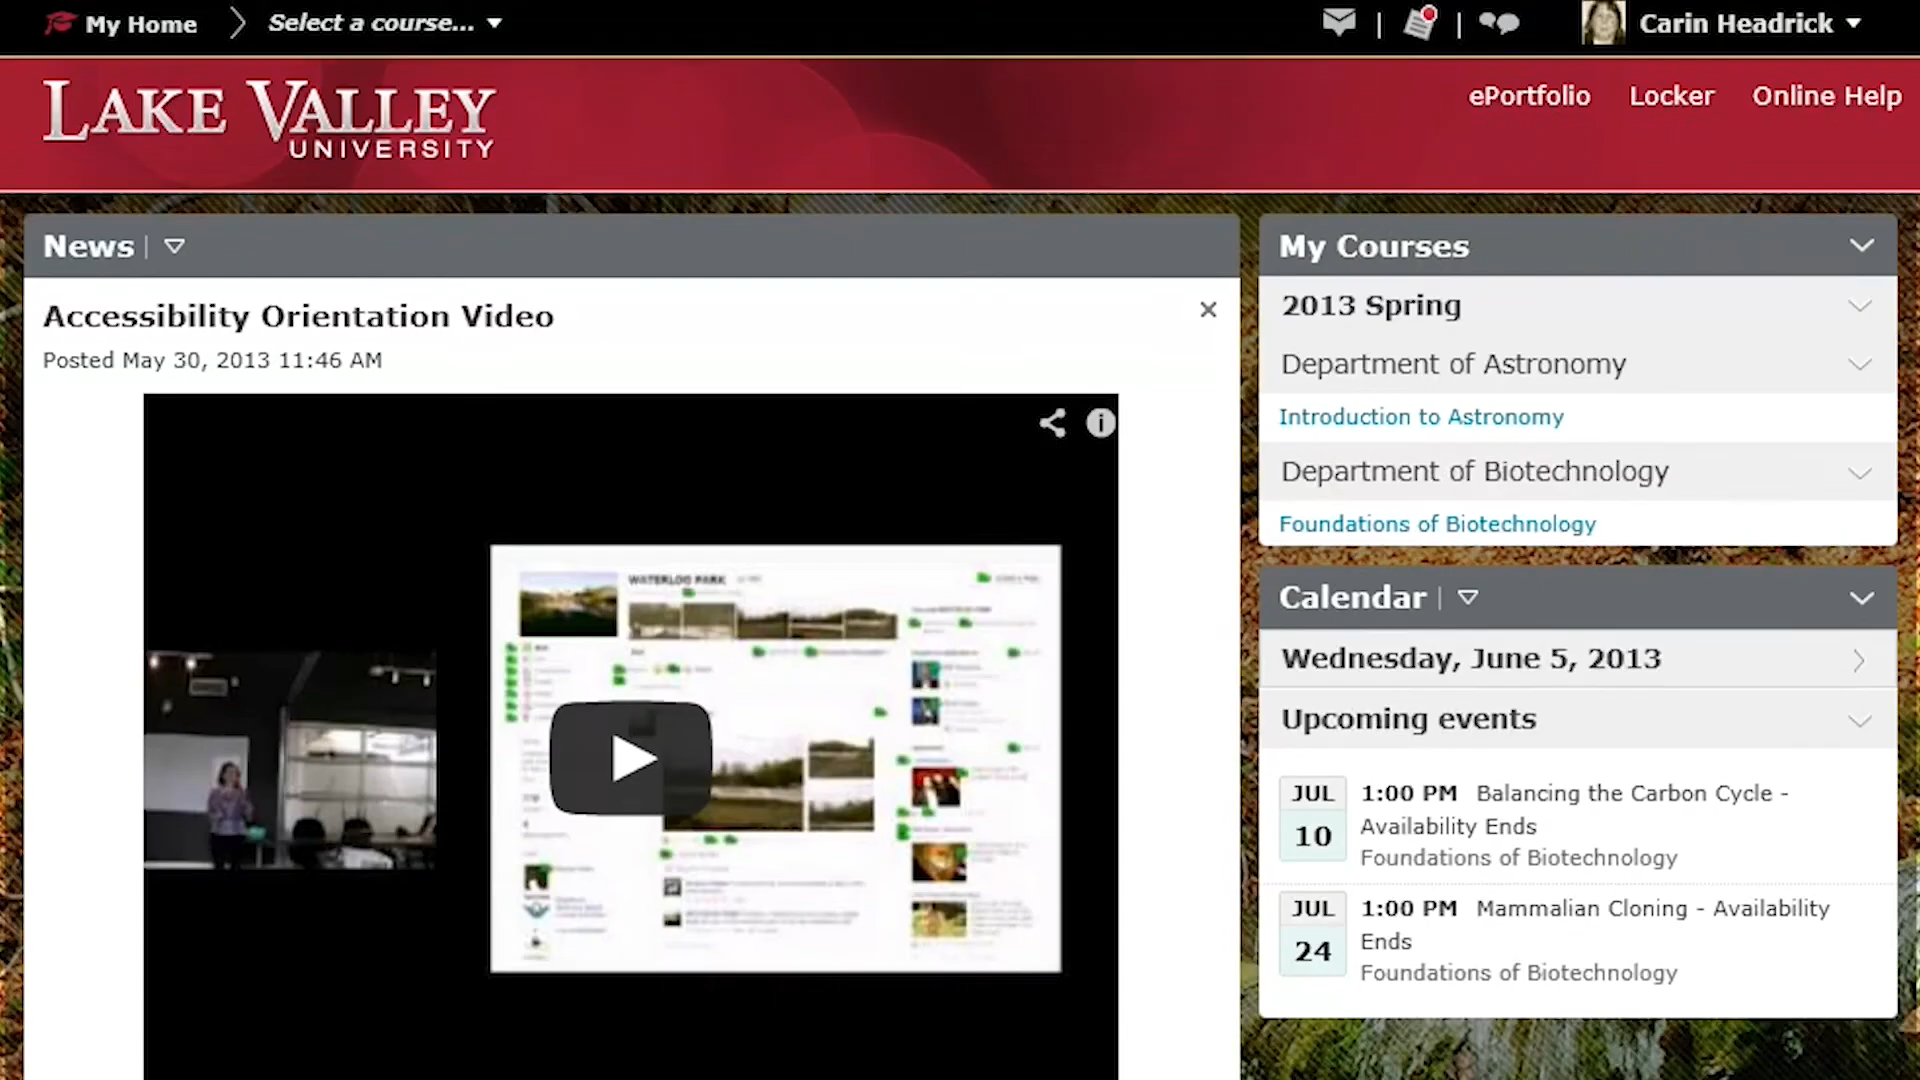 My Home
Select a course...
Carin Headrick
LAKE VALLEY
UNIVERSITY
ePortfolio
Locker
Online Help
News
Accessibility Orientation Video
Posted May 30, 2013 11:46 AM
WATERLOO PARK
My Courses
2013 Spring
Department of Astronomy
Introduction to Astronomy
Department of Biotechnology
Foundations of Biotechnology
Calendar
Wednesday, June 5, 2013
Upcoming events
JUL
10
1:00 PM Balancing the Carbon Cycle -
Availability Ends
Foundations of Biotechnology
JUL
24
1:00 PM Mammalian Cloning - Availability
Ends
Foundations of Biotechnology